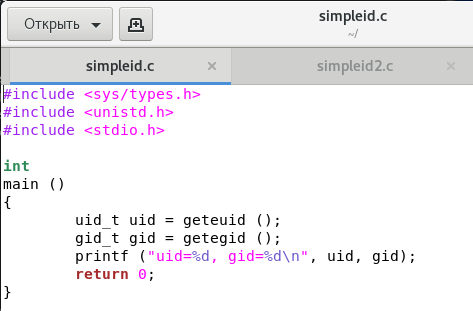 Открыть
simpleid.c
~/
simpleid.c × simpleid2.c ×
#include <sys/types.h>
#include <unistd.h>
#include <stdio.h>

int
main ()
{
        uid_t uid = geteuid ();
        gid_t gid = getegid ();
        printf ("uid=%d, gid=%d\n", uid, gid);
        return 0;
}